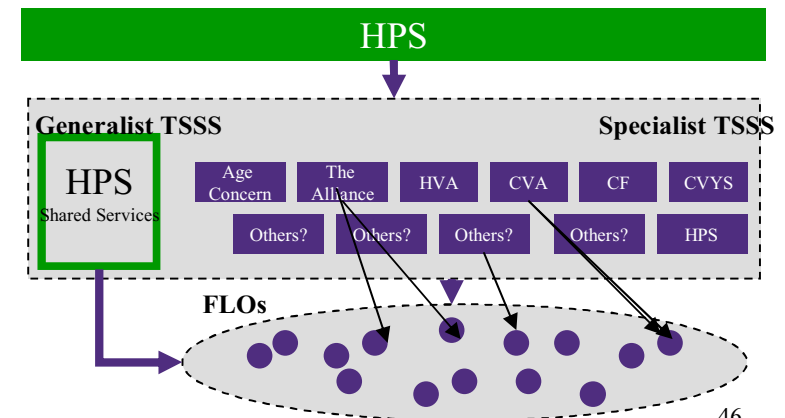 HPS
Generalist TSSS
Specialist TSSS
HPS
Shared Services
Age
Concern
The
Alliance
HVA
CVA
CF
CVYS
Others?
Others?
Others?
Others?
HPS
FLOs
46